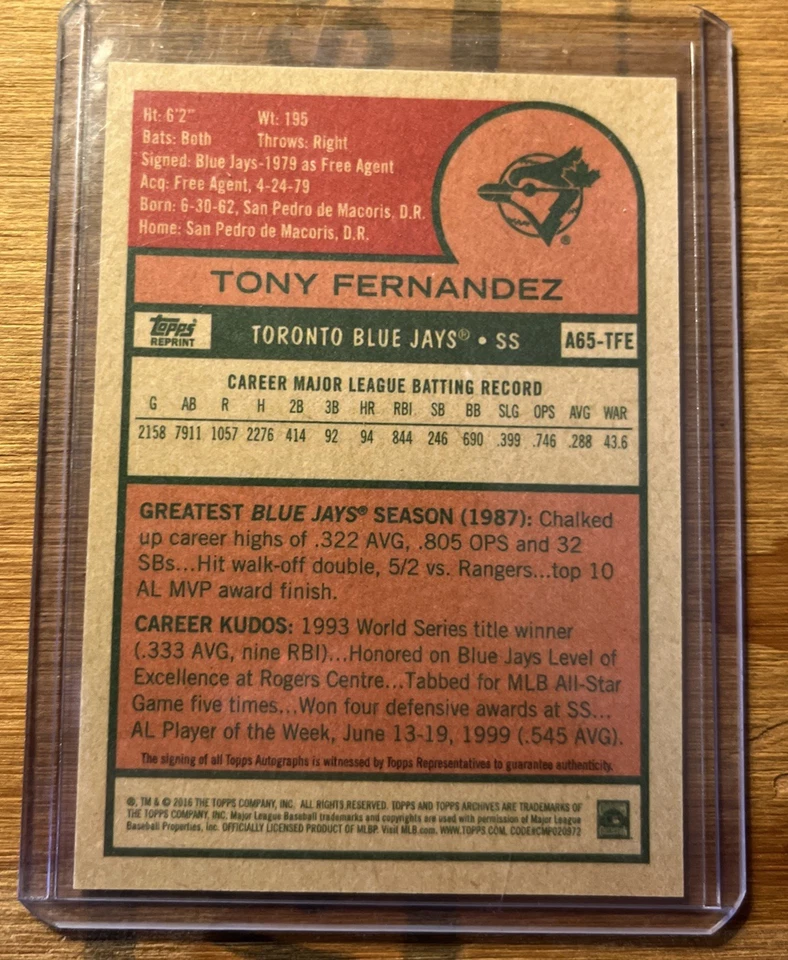 Ht: 6'2" Wt: 195
Bats: Both Throws: Right
Signed: Blue Jays-1979 as Free Agent
Acq: Free Agent, 4-24-79
Born: 6-30-62, San Pedro de Macoris, D.R.
Home: San Pedro de Macoris, D.R.
®
TONY FERNANDEZ
Topps
REPRINT
TORONTO BLUE JAYS® • SS
A65-TFE
CAREER MAJOR LEAGUE BATTING RECORD
G AB R H 2B 3B HR RBI SB BB SLG OPS AVG WAR
2158 7911 1057 2276 414 92 94 844 246 690 .399 .746 .288 43.6
GREATEST BLUE JAYS® SEASON (1987): Chalked
up career highs of .322 AVG, .805 OPS and 32
SBs...Hit walk-off double, 5/2 vs. Rangers...top 10
AL MVP award finish.
CAREER KUDOS: 1993 World Series title winner
(.333 AVG, nine RBI)...Honored on Blue Jays Level of
Excellence at Rogers Centre...Tabbed for MLB All-Star
Game five times...Won four defensive awards at SS...
AL Player of the Week, June 13-19, 1999 (.545 AVG).
The signing of all Topps Autographs is witnessed by Topps Representatives to guarantee authenticity.
®, TM & © 2016 THE TOPPS COMPANY, INC. ALL RIGHTS RESERVED. TOPPS AND TOPPS ARCHIVES ARE TRADEMARKS OF
THE TOPPS COMPANY, INC. Major League Baseball trademarks and copyrights are used with permission of Major League
Baseball Properties, Inc. OFFICIALLY LICENSED PRODUCT OF MLBP. Visit MLB.com. WWW.TOPPS.COM. CODE#CMP020972